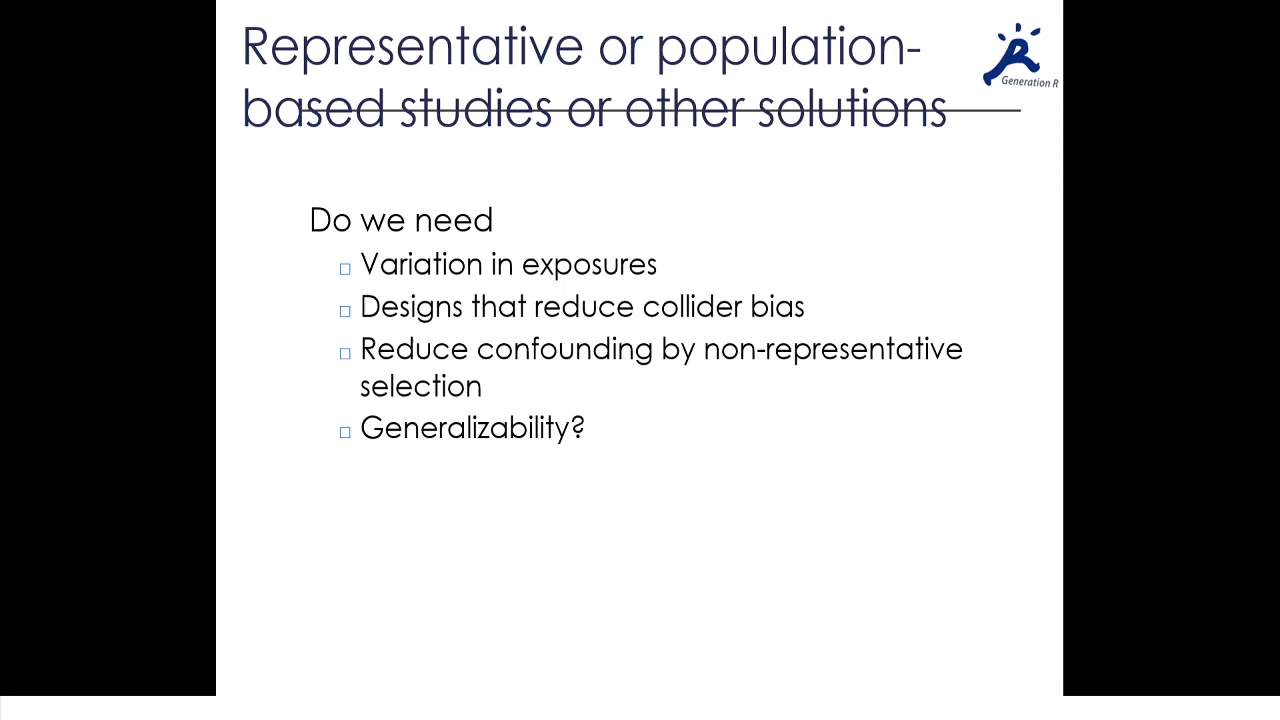 Representative or population-
based studies or other solutions
Generation R
Do we need
Variation in exposures
Designs that reduce collider bias
Reduce confounding by non-representative
selection
Generalizability?